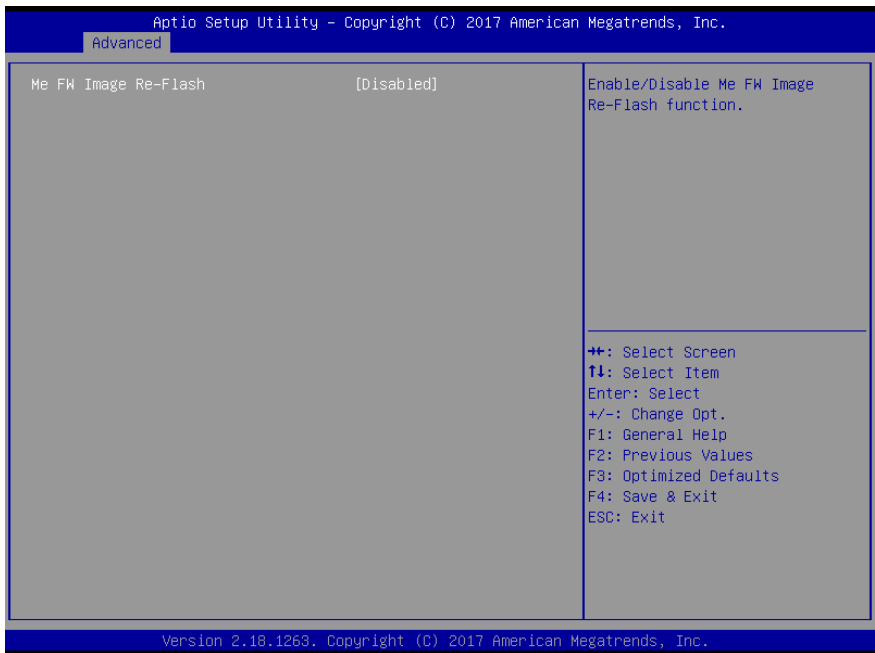 Aptio Setup Utility – Copyright (C) 2017 American Megatrends, Inc.
Advanced
Me FW Image Re-Flash [Disabled]
Enable/Disable Me FW Image
Re-Flash function.
→←: Select Screen
↑↓: Select Item
Enter: Select
+/-: Change Opt.
F1: General Help
F2: Previous Values
F3: Optimized Defaults
F4: Save & Exit
ESC: Exit
Version 2.18.1263. Copyright (C) 2017 American Megatrends, Inc.